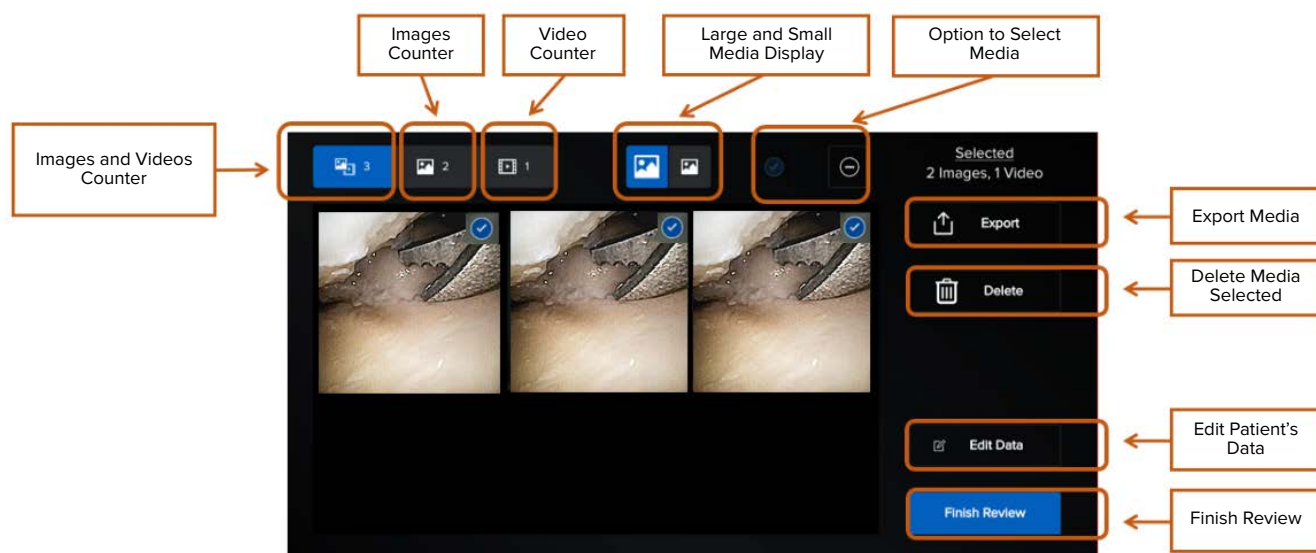 Images
Counter
Video
Counter
Large and Small
Media Display
Option to Select
Media
Images and Videos
Counter
3
2
1
Selected
2 Images, 1 Video
Export
Export Media
Delete
Delete Media
Selected
Edit Data
Edit Patient’s
Data
Finish Review
Finish Review